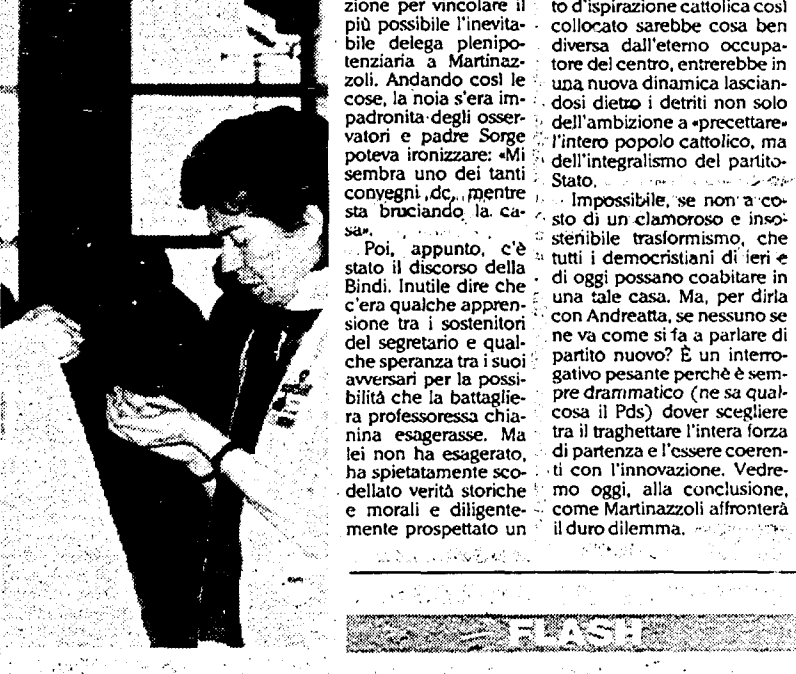 zione per vincolare il
più possibile l'inevita-
bile delega plenipo-
tenziaria a Martinaz-
zoli. Andando così le
cose, la noia s'era im-
padronita degli osser-
vatori e padre Sorge
poteva ironizzare: «Mi
sembra uno dei tanti
convegni dc, mentre
sta bruciando la ca-
sa».
Poi, appunto, c'è
stato il discorso della
Bindi. Inutile dire che
c'era qualche appren-
sione tra i sostenitori
del segretario e qual-
che speranza tra i suoi
avversari per la possi-
bilità che la battaglie-
ra professoressa chia-
nina esagerasse. Ma
lei non ha esagerato,
ha spietatamente sco-
dellato verità storiche
e morali e diligente-
mente prospettato un
to d'ispirazione cattolica così
collocato sarebbe cosa ben
diversa dall'eterno occupa-
tore del centro, entrerebbe in
una nuova dinamica lascian-
dosi dietro i detriti non solo
dell'ambizione a «precettare»
l'intero popolo cattolico, ma
dell'integralismo del partito-
Stato.
Impossibile, se non a co-
sto di un clamoroso e inso-
stenibile trasformismo, che
tutti i democristiani di ieri e
di oggi possano coabitare in
una tale casa. Ma, per dirla
con Andreatta, se nessuno se
ne va come si fa a parlare di
partito nuovo? È un interro-
gativo pesante perchè è sem-
pre drammatico (ne sa qual-
cosa il Pds) dover scegliere
tra il traghettare l'intera forza
di partenza e l'essere coeren-
ti con l'innovazione. Vedre-
mo oggi, alla conclusione,
come Martinazzoli affronterà
il duro dilemma.
FLASH